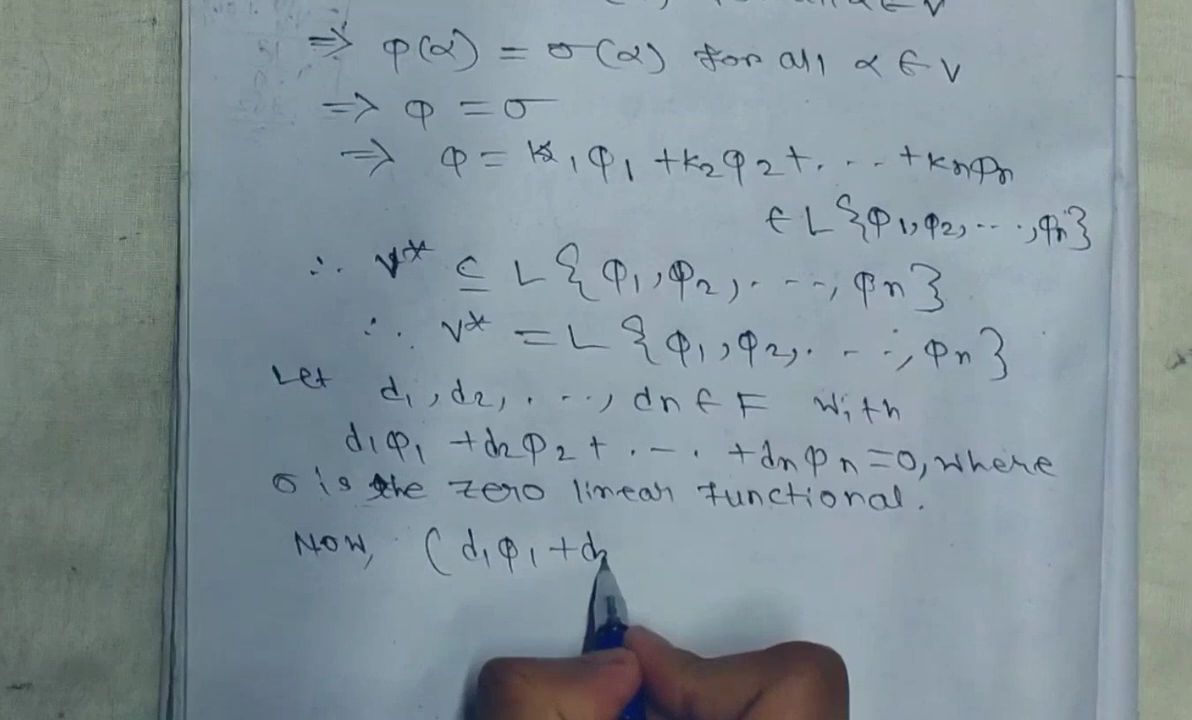 α ∈ V
⇒ φ(α) = σ(α) for all α ∈ V
⇒ φ = σ
⇒ φ = k₁φ₁ + k₂φ₂ + ... + kₙφₙ
∈ L {φ₁, φ₂, ..., φₙ}
∴ V* ⊆ L {φ₁, φ₂, ..., φₙ}
∴ V* = L {φ₁, φ₂, ..., φₙ}
Let d₁, d₂, ..., dₙ ∈ F with
d₁φ₁ + d₂φ₂ + ... + dₙφₙ = 0, where
0 is the zero linear functional.
Now, (d₁φ₁ + d₂